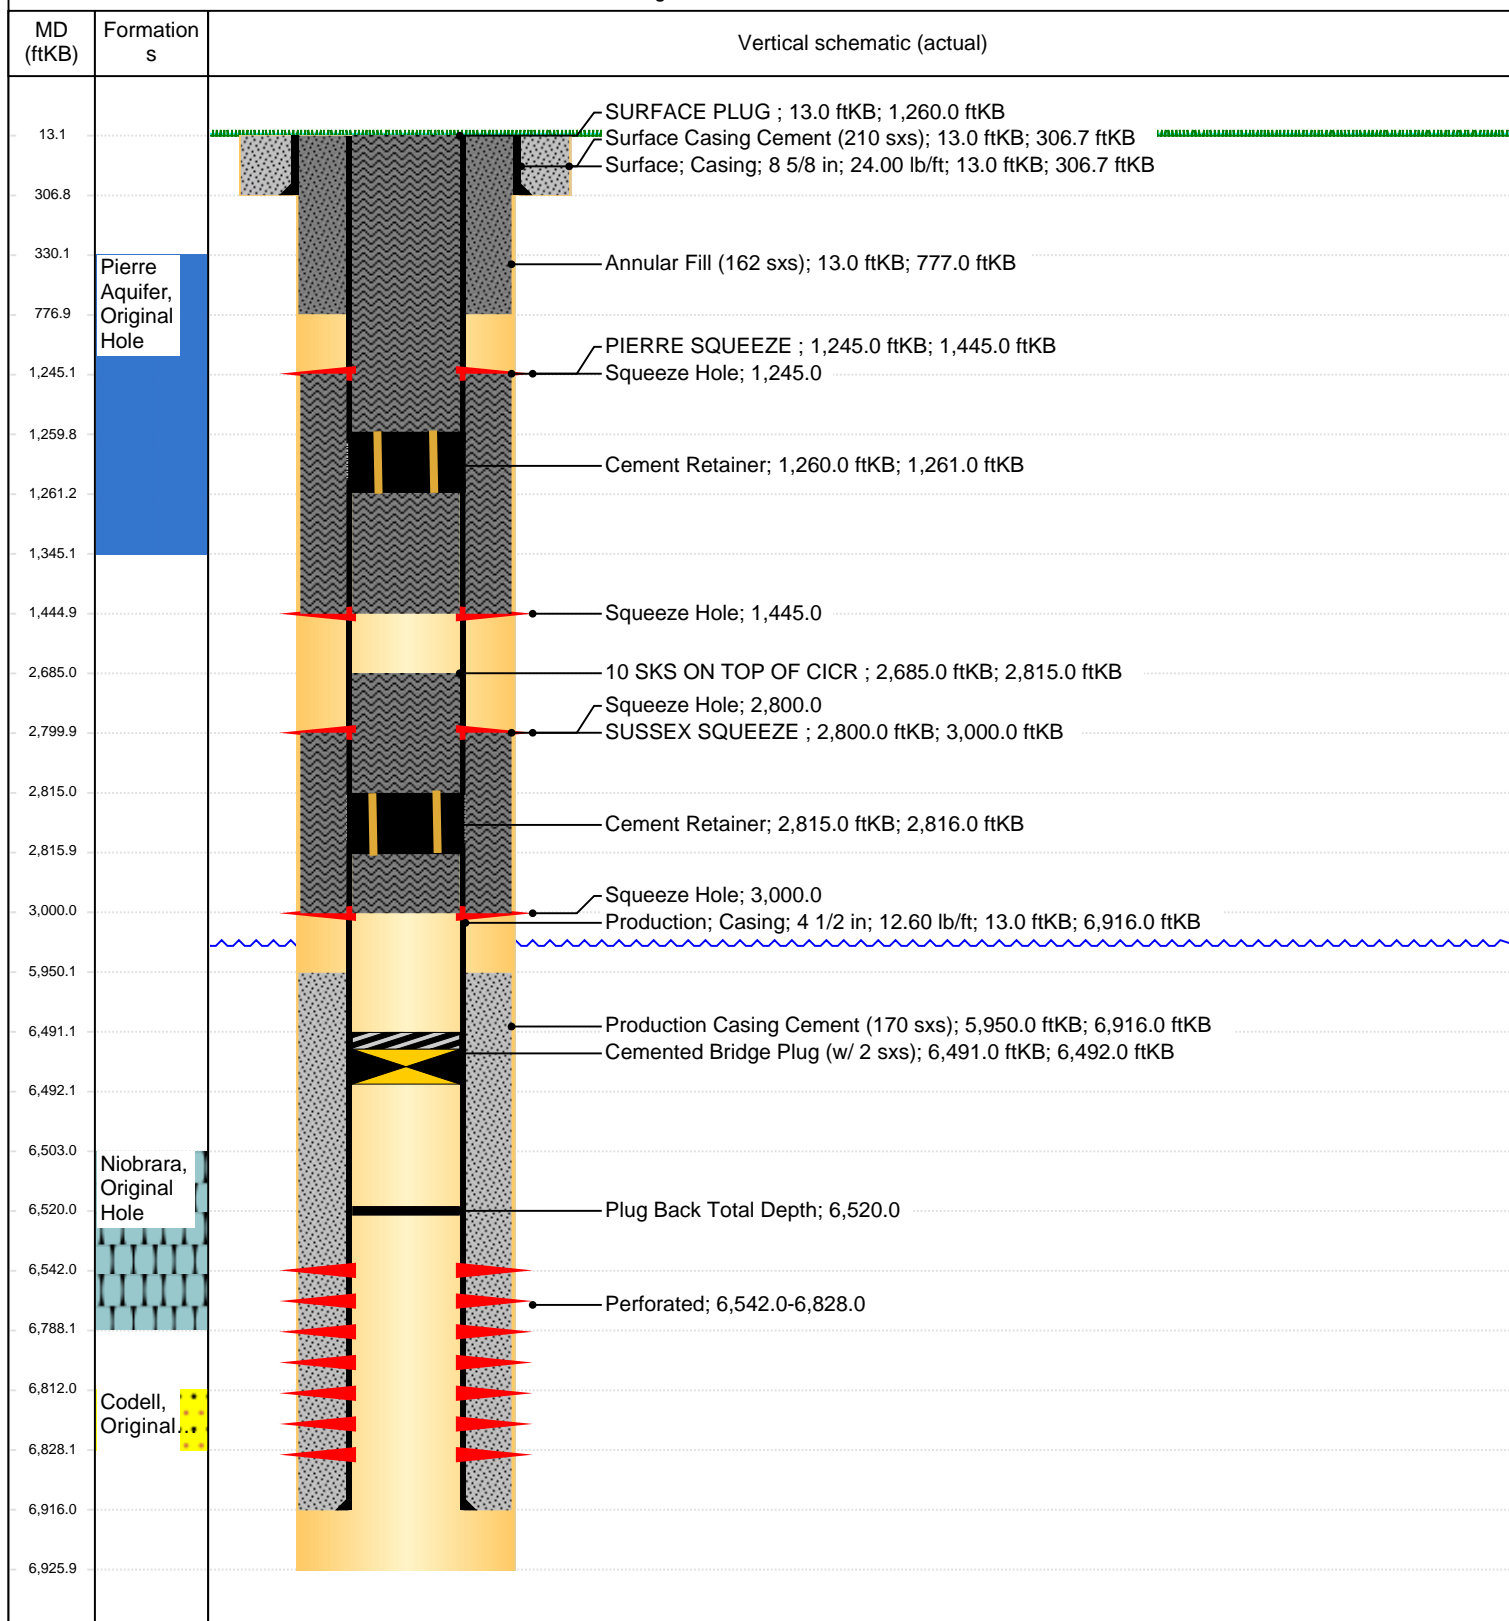 MD
(ftKB)
Formation
s
Vertical schematic (actual)
SURFACE PLUG ; 13.0 ftKB; 1,260.0 ftKB
13.1
Surface Casing Cement (210 sxs); 13.0 ftKB; 306.7 ftKB
Surface; Casing; 8 5/8 in; 24.00 lb/ft; 13.0 ftKB; 306.7 ftKB
306.8
330.1
Pierre
Aquifer,
Original
Hole
Annular Fill (162 sxs); 13.0 ftKB; 777.0 ftKB
776.9
PIERRE SQUEEZE ; 1,245.0 ftKB; 1,445.0 ftKB
1,245.1
Squeeze Hole; 1,245.0
1,259.8
Cement Retainer; 1,260.0 ftKB; 1,261.0 ftKB
1,261.2
1,345.1
1,444.9
Squeeze Hole; 1,445.0
2,685.0
10 SKS ON TOP OF CICR ; 2,685.0 ftKB; 2,815.0 ftKB
Squeeze Hole; 2,800.0
2,799.9
SUSSEX SQUEEZE ; 2,800.0 ftKB; 3,000.0 ftKB
2,815.0
Cement Retainer; 2,815.0 ftKB; 2,816.0 ftKB
2,815.9
Squeeze Hole; 3,000.0
3,000.0
Production; Casing; 4 1/2 in; 12.60 lb/ft; 13.0 ftKB; 6,916.0 ftKB
5,950.1
Production Casing Cement (170 sxs); 5,950.0 ftKB; 6,916.0 ftKB
6,491.1
Cemented Bridge Plug (w/ 2 sxs); 6,491.0 ftKB; 6,492.0 ftKB
6,492.1
6,503.0
Niobrara,
Original
Hole
6,520.0
Plug Back Total Depth; 6,520.0
6,542.0
Perforated; 6,542.0-6,828.0
6,788.1
6,812.0
Codell,
Original...
6,828.1
6,916.0
6,925.9